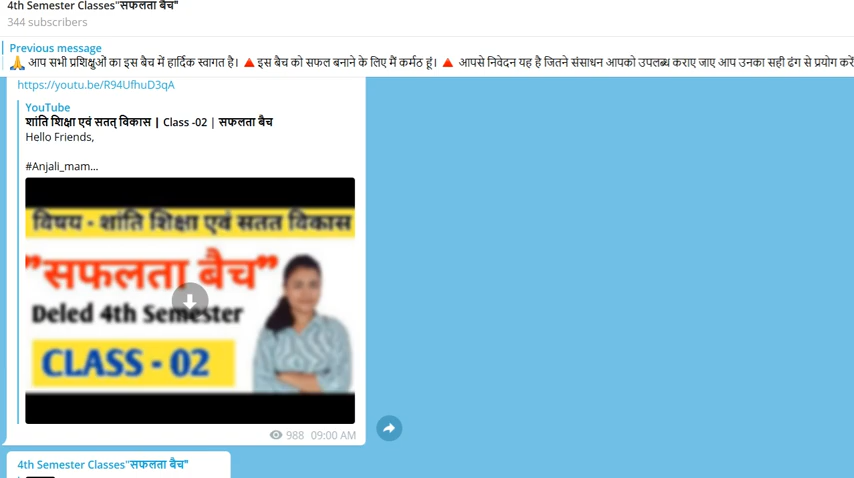 4th Semester Classes"सफलता बैच"
344 subscribers
Previous message
🙏 आप सभी प्रशिक्षुओं का इस बैच में हार्दिक स्वागत है। 🔺इस बैच को सफल बनाने के लिए मैं कर्मठ हूं। 🔺 आपसे निवेदन यह है जितने संसाधन आपको उपलब्ध कराए जाए आप उनका सही ढंग से प्रयोग करें
https://youtu.be/R94UfhuD3qA
YouTube
शांति शिक्षा एवं सतत् विकास | Class -02 | सफलता बैच
Hello Friends,
#Anjali_mam...
विषय - शांति शिक्षा एवं सतत विकास
"सफलता बैच"
Deled 4th Semester
CLASS - 02
988 09:00 AM
4th Semester Classes"सफलता बैच"